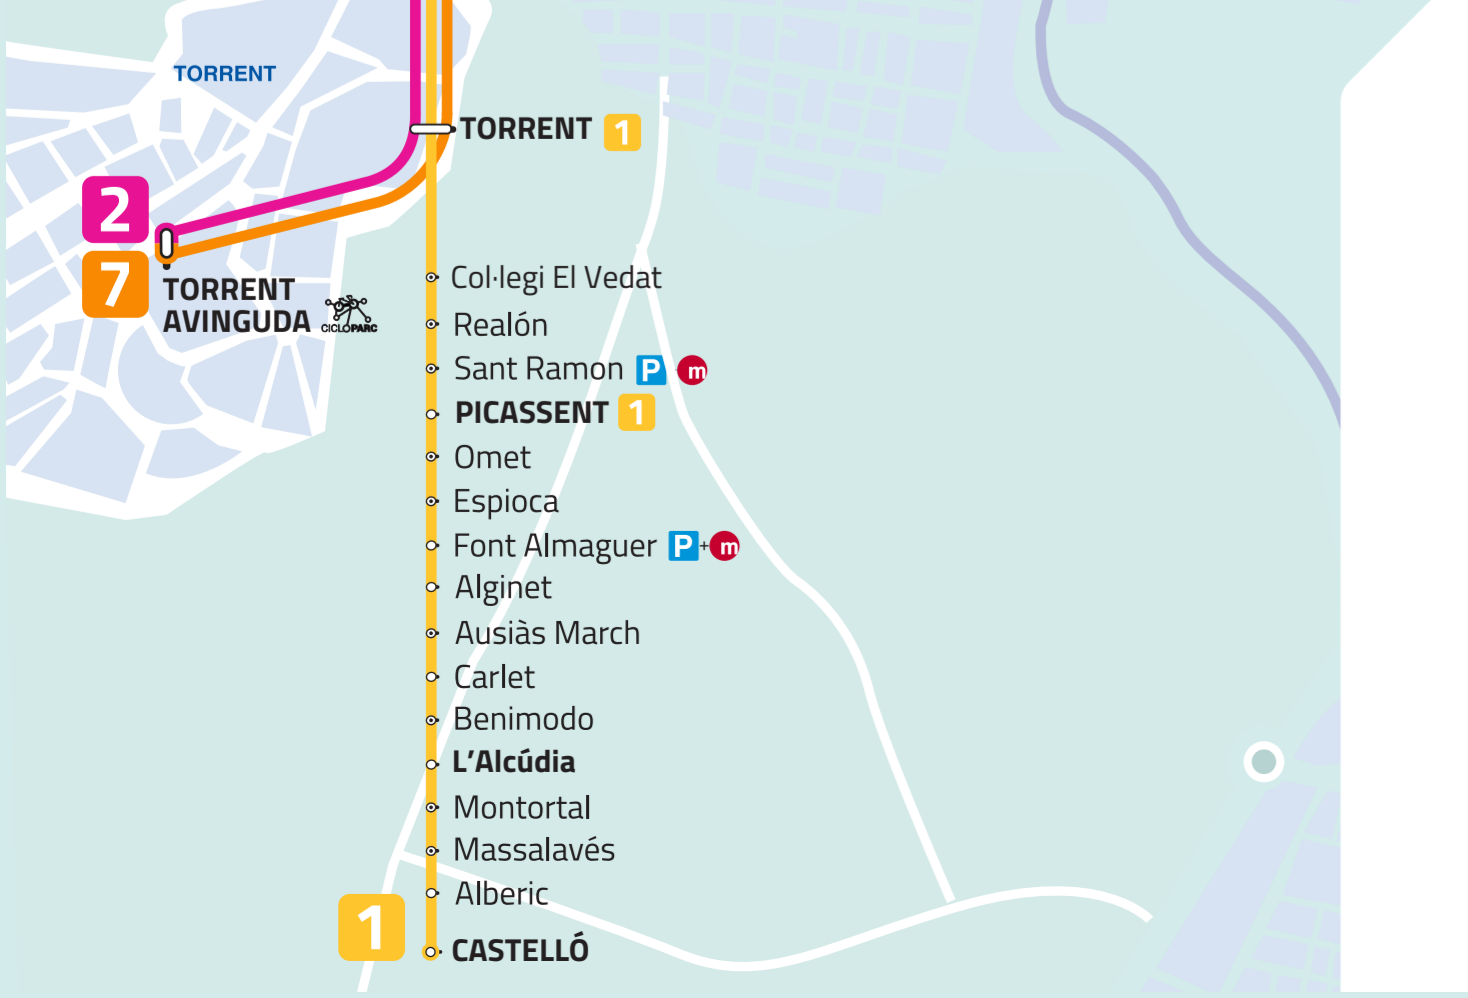 TORRENT
TORRENT 1
2
7
TORRENT
AVINGUDA
CICLOPARC
Col·legi El Vedat
Realón
Sant Ramon P m
PICASSENT 1
Omet
Espioca
Font Almaguer P+m
Alginet
Ausiàs March
Carlet
Benimodo
L’Alcúdia
Montortal
Massalavés
Alberic
1
CASTELLÓ